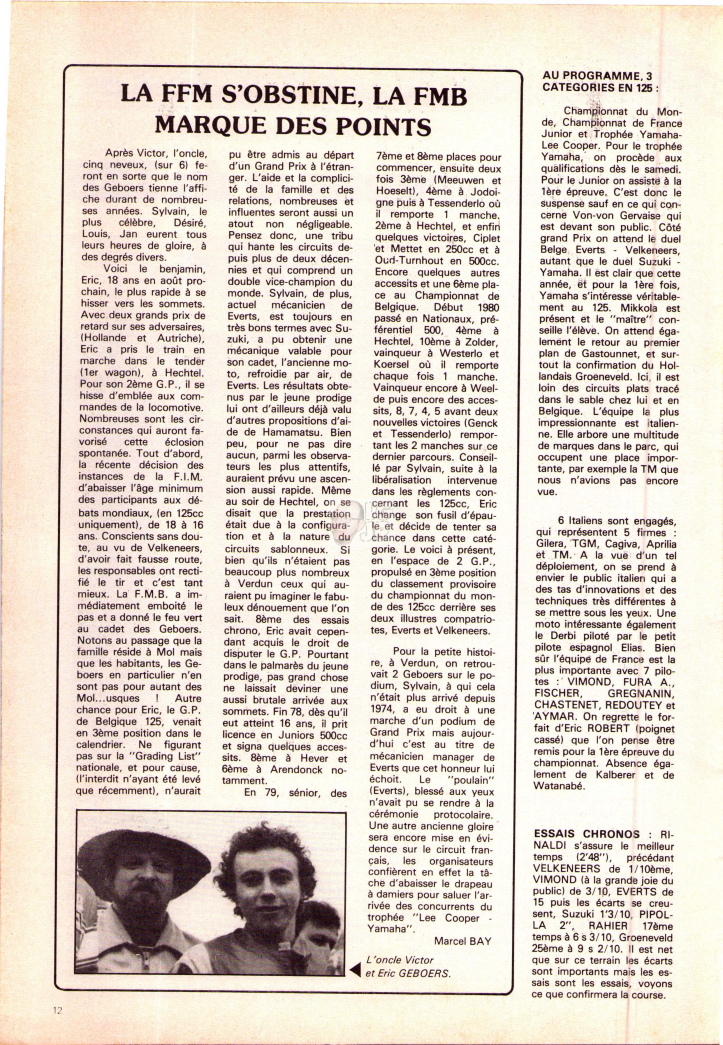 LA FFM S'OBSTINE, LA FMB
MARQUE DES POINTS
Après Victor, l'oncle,
cinq neveux, (sur 6) fe-
ront en sorte que le nom
des Geboers tienne l'affi-
che durant de nombreu-
ses années. Sylvain, le
plus célèbre, Désiré,
Louis, Jan eurent tous
leurs heures de gloire, à
des degrés divers.
Voici le benjamin,
Eric, 18 ans en août pro-
chain, le plus rapide à se
hisser vers les sommets.
Avec deux grands prix de
retard sur ses adversaires,
(Hollande et Autriche),
Eric a pris le train en
marche dans le tender
(1er wagon), à Hechtel.
Pour son 2ème G.P., il se
hisse d'emblée aux com-
mandes de la locomotive.
Nombreuses sont les cir-
constances qui auront fa-
vorisé cette éclosion
spontanée. Tout d'abord,
la récente décision des
instances de la F.I.M.
d'abaisser l'âge minimum
des participants aux dé-
bats mondiaux, (en 125cc
uniquement), de 18 à 16
ans. Conscients sans dou-
te, au vu de Velkeneers,
d'avoir fait fausse route,
les responsables ont recti-
fié le tir et c'est tant
mieux. La F.M.B. a im-
médiatement emboité le
pas et a donné le feu vert
au cadet des Geboers.
Notons au passage que la
famille réside à Mol mais
que les habitants, les Ge-
boers en particulier n'en
sont pas pour autant des
Mol...usques ! Autre
chance pour Eric, le G.P.
de Belgique 125, venait
en 3ème position dans le
calendrier. Ne figurant
pas sur la "Grading List"
nationale, et pour cause,
(l'interdit n'ayant été levé
que récemment), n'aurait
pu être admis au départ
d'un Grand Prix à l'étran-
ger. L'aide et la complici-
té de la famille et des
relations, nombreuses et
influentes seront aussi un
atout non négligeable.
Pensez donc, une tribu
qui hante les circuits de-
puis plus de deux décen-
nies et qui comprend un
double vice-champion du
monde. Sylvain, de plus,
actuel mécanicien de
Everts, est toujours en
très bons termes avec Su-
zuki, a pu obtenir une
mécanique valable pour
son cadet, l'ancienne mo-
to, refroidie par air, de
Everts. Les résultats obte-
nus par le jeune prodige
lui ont d'ailleurs déjà valu
d'autres propositions d'ai-
de de Hamamatsu. Bien
peu, pour ne pas dire
aucun, parmi les observa-
teurs les plus attentifs,
auraient prévu une ascen-
sion aussi rapide. Même
au soir de Hechtel, on se
disait que la prestation
était due à la configura-
tion et à la nature du
circuits sablonneux. Si
bien qu'ils n'étaient pas
beaucoup plus nombreux
à Verdun ceux qui au-
raient pu imaginer le fabu-
leux dénouement que l'on
sait. 8ème des essais
chrono, Eric avait cepen-
dant acquis le droit de
disputer le G.P. Pourtant
dans le palmarès du jeune
prodige, pas grand chose
ne laissait deviner une
aussi brutale arrivée aux
sommets. Fin 78, dès qu'il
eut atteint 16 ans, il prit
licence en Juniors 500cc
et signa quelques acces-
sits. 8ème à Hever et
6ème à Arendonck no-
tamment.
En 79, sénior, des
7ème et 8ème places pour
commencer, ensuite deux
fois 3ème (Meeuwen et
Hoeselt), 4ème à Jodoi-
gne puis à Tessenderlo où
il remporte 1 manche.
2ème à Hechtel, et enfin
quelques victoires, Ciplet
et Mettet en 250cc et à
Oud-Turnhout en 500cc.
Encore quelques autres
accessits et une 6ème pla-
ce au Championnat de
Belgique. Début 1980
passé en Nationaux, pré-
férentiel 500, 4ème à
Hechtel, 10ème à Zolder,
vainqueur à Westerlo et
Koersel où il remporte
chaque fois 1 manche.
Vainqueur encore à Weel-
de puis encore des acces-
sits, 8, 7, 4, 5 avant deux
nouvelles victoires (Genck
et Tessenderlo) rempor-
tant les 2 manches sur ce
dernier parcours. Conseil-
lé par Sylvain, suite à la
libéralisation intervenue
dans les règlements con-
cernant les 125cc, Eric
change son fusil d'épau-
le et décide de tenter sa
chance dans cette caté-
gorie. Le voici à présent,
en l'espace de 2 G.P.,
propulsé en 3ème position
du classement provisoire
du championnat du mon-
de des 125cc derrière ses
deux illustres compatrio-
tes, Everts et Velkeneers.
Pour la petite histoi-
re, à Verdun, on retrou-
vait 2 Geboers sur le po-
dium, Sylvain, à qui cela
n'était plus arrivé depuis
1974, a eu droit à une
marche d'un podium de
Grand Prix mais aujour-
d'hui c'est au titre de
mécanicien manager de
Everts que cet honneur lui
échoit. Le "poulain"
(Everts), blessé aux yeux
n'avait pu se rendre à la
cérémonie protocolaire.
Une autre ancienne gloire
sera encore mise en évi-
dence sur le circuit fran-
çais, les organisateurs
confièrent en effet la tâ-
che d'abaisser le drapeau
à damiers pour saluer l'ar-
rivée des concurrents du
trophée "Lee Cooper -
Yamaha".
Marcel BAY
L'oncle Victor
et Eric GEBOERS.
AU PROGRAMME, 3
CATEGORIES EN 125 :
Championnat du Mon-
de, Championnat de France
Junior et Trophée Yamaha-
Lee Cooper. Pour le trophée
Yamaha, on procède aux
qualifications dès le samedi.
Pour le Junior on assiste à la
1ère épreuve. C'est donc le
suspense sauf en ce qui con-
cerne Von-von Gervaise qui
est devant son public. Côté
grand Prix on attend le duel
Belge Everts - Velkeneers,
autant que le duel Suzuki -
Yamaha. Il est clair que cette
année, et pour la 1ère fois,
Yamaha s'intéresse véritable-
ment au 125. Mikkola est
présent et le "maître" con-
seille l'élève. On attend éga-
lement le retour au premier
plan de Gastounnet, et sur-
tout la confirmation du Hol-
landais Groeneveld. Ici, il est
loin des circuits plats tracé
dans le sable chez lui et en
Belgique. L'équipe la plus
impressionnante est italien-
ne. Elle arbore une multitude
de marques dans le parc, qui
occupent une place impor-
tante, par exemple la TM que
nous n'avions pas encore
vue.
6 Italiens sont engagés,
qui représentent 5 firmes :
Gilera, TGM, Cagiva, Aprilia
et TM. A la vue d'un tel
déploiement, on se prend à
envier le public italien qui a
des tas d'innovations et des
techniques très différentes à
se mettre sous les yeux. Une
moto intéressante également
le Derbi piloté par le petit
pilote espagnol Elias. Bien
sûr l'équipe de France est la
plus importante avec 7 pilo-
tes : VIMOND, FURA A.,
FISCHER, GREGNANIN,
CHASTENET, REDOUTEY et
AYMAR. On regrette le for-
fait d'Eric ROBERT (poignet
cassé) que l'on pense être
remis pour la 1ère épreuve du
championnat. Absence éga-
lement de Kalberer et de
Watanabé.
ESSAIS CHRONOS : RI-
NALDI s'assure le meilleur
temps (2'48"), précédant
VELKENEERS de 1/10ème,
VIMOND (à la grande joie du
public) de 3/10, EVERTS de
15 puis les écarts se creu-
sent, Suzuki 1'3/10, PIPOL-
LA 2", RAHIER 17ème
temps à 6 s 3/10, Groeneveld
25ème à 9 s 2/10. Il est net
que sur ce terrain les écarts
sont importants mais les es-
sais sont les essais, voyons
ce que confirmera la course.
12